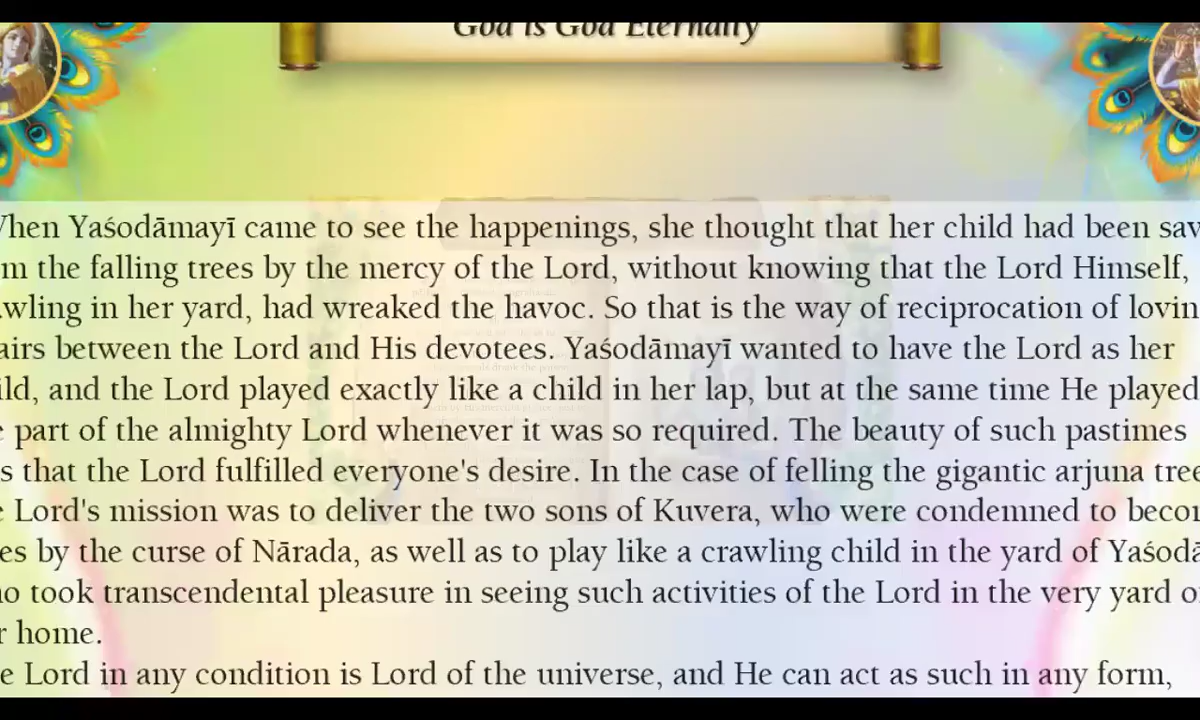 God is God Eternally
When Yaśodāmayī came to see the happenings, she thought that her child had been sav
m the falling trees by the mercy of the Lord, without knowing that the Lord Himself,
wling in her yard, had wreaked the havoc. So that is the way of reciprocation of lovin
airs between the Lord and His devotees. Yaśodāmayī wanted to have the Lord as her
ild, and the Lord played exactly like a child in her lap, but at the same time He played
e part of the almighty Lord whenever it was so required. The beauty of such pastimes
s that the Lord fulfilled everyone's desire. In the case of felling the gigantic arjuna tree
e Lord's mission was to deliver the two sons of Kuvera, who were condemned to becom
es by the curse of Nārada, as well as to play like a crawling child in the yard of Yaśodā
o took transcendental pleasure in seeing such activities of the Lord in the very yard o
r home.
e Lord in any condition is Lord of the universe, and He can act as such in any form,